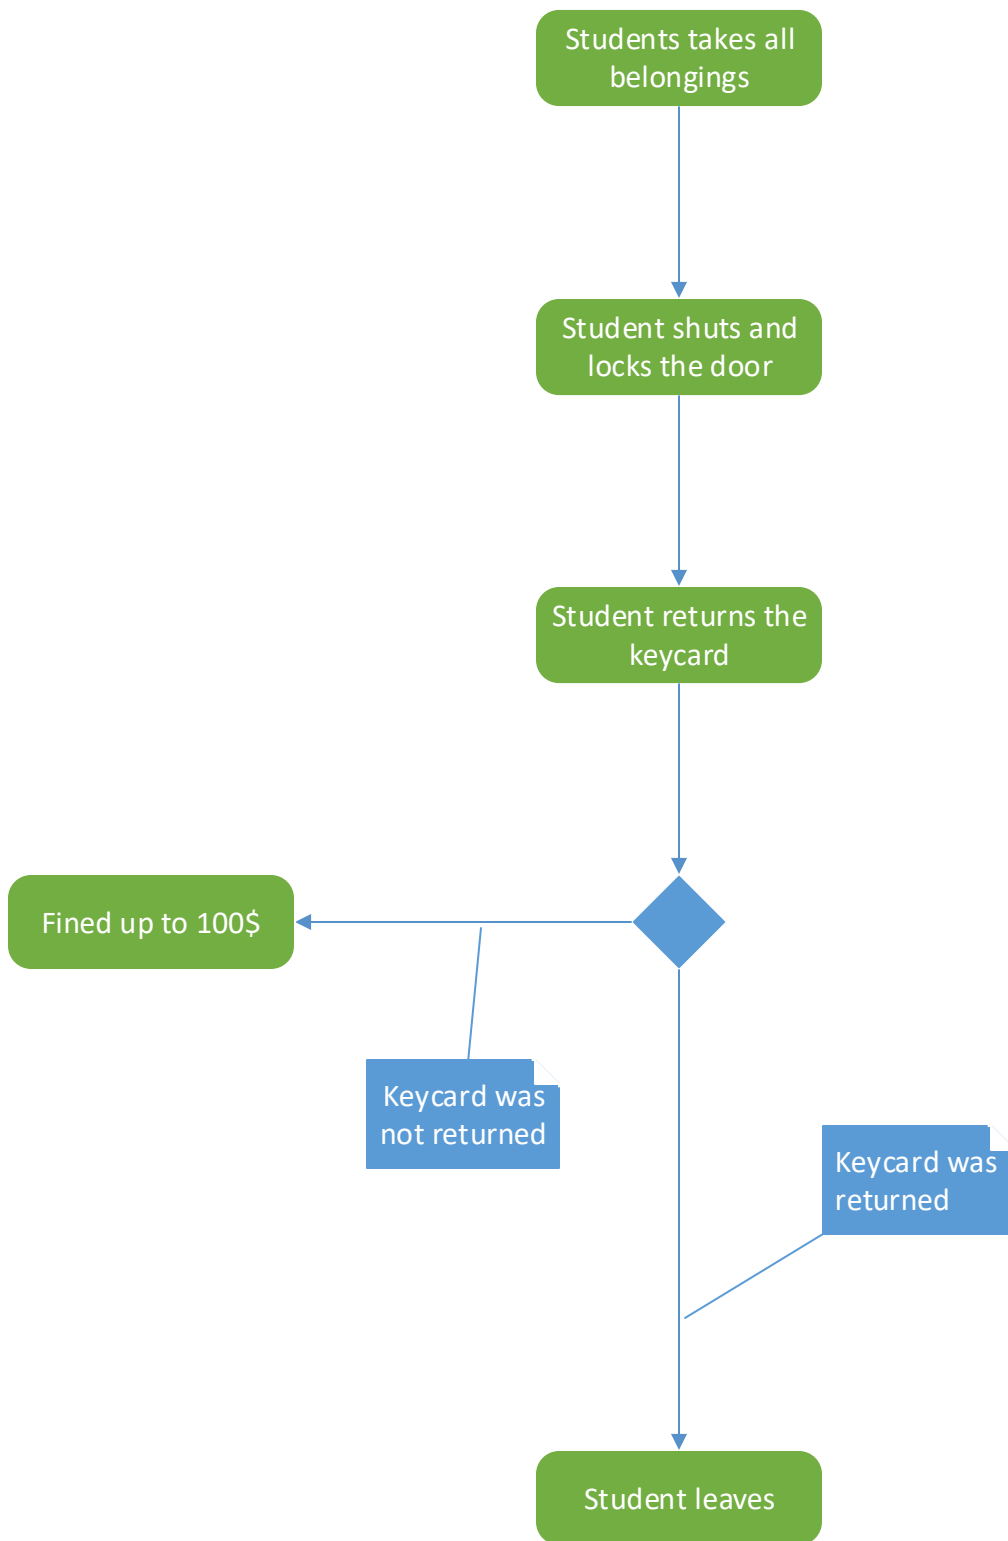 Students takes all
belongings
Student shuts and
locks the door
Student returns the
keycard
Fined up to 100$
Keycard was
not returned
Keycard was
returned
Student leaves